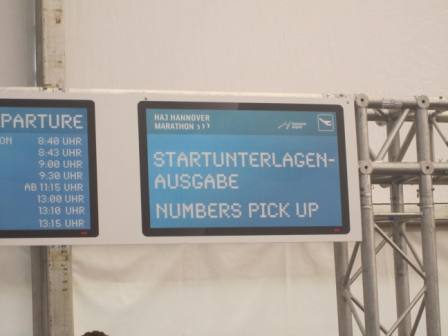 PARTURE
ON 8:40 UHR
8:43 UHR
9:00 UHR
9:30 UHR
AB 11:15 UHR
13:00 UHR
13:10 UHR
13:15 UHR
HAJ HANNOVER
MARATHON
STARTUNTERLAGEN-
AUSGABE
NUMBERS PICK UP